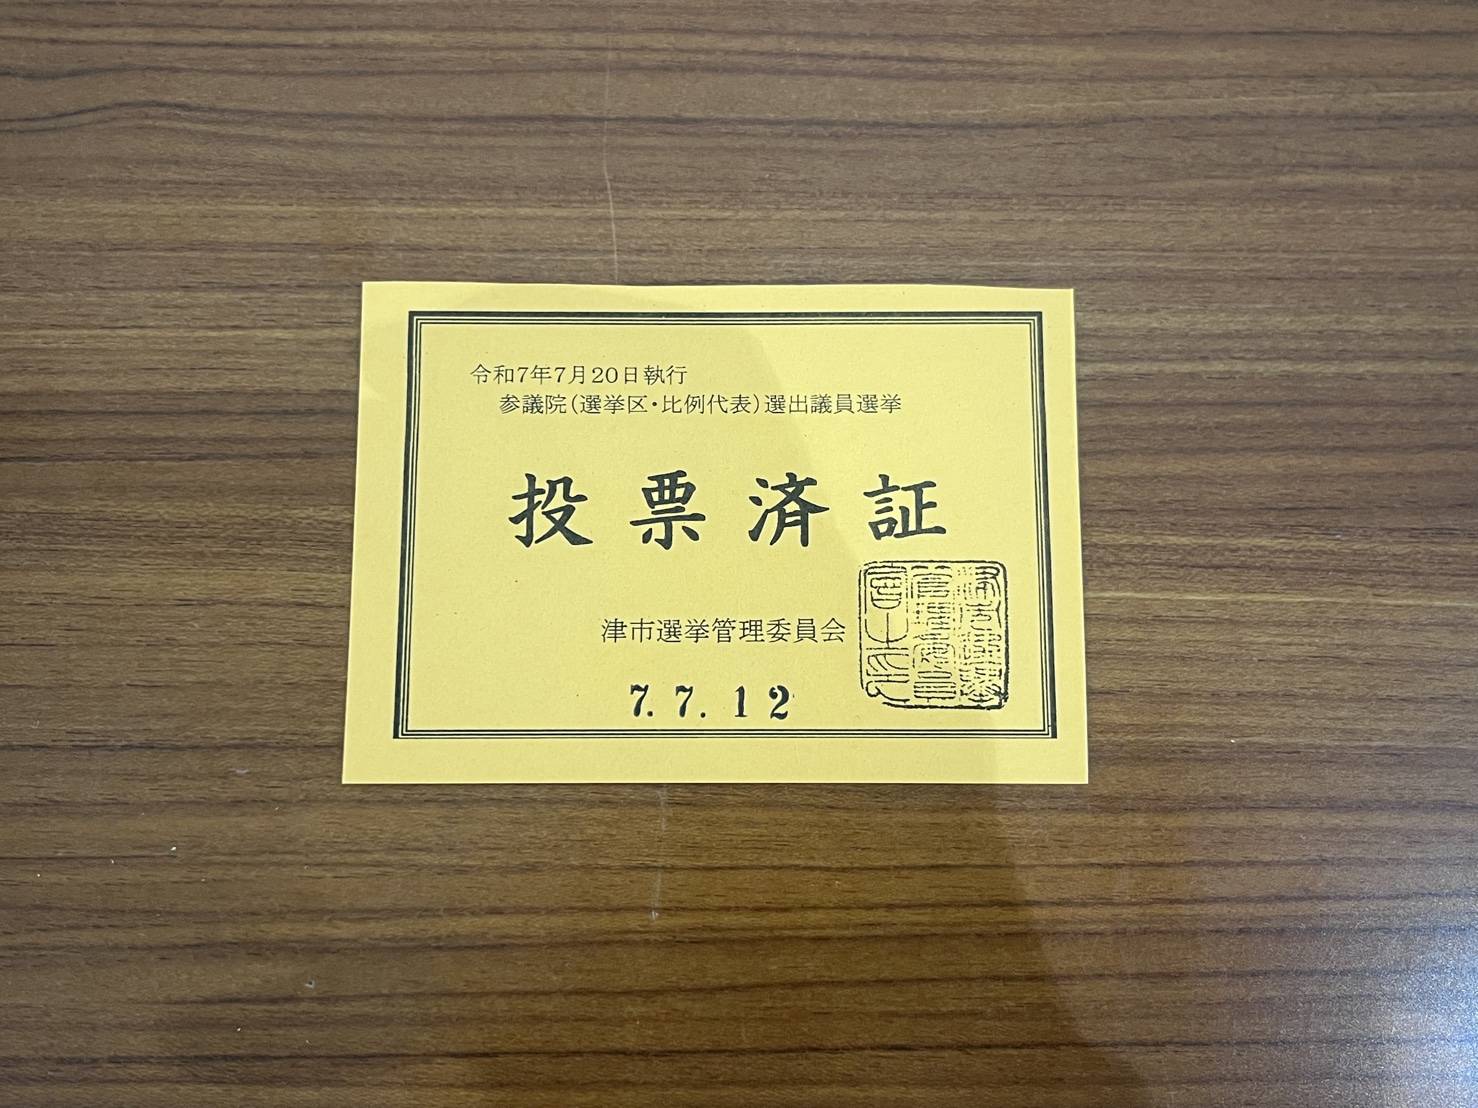 令和7年7月20日執行
参議院(選挙区・比例代表)選出議員選挙
投票済証
津市選挙管理委員会
7. 7. 12